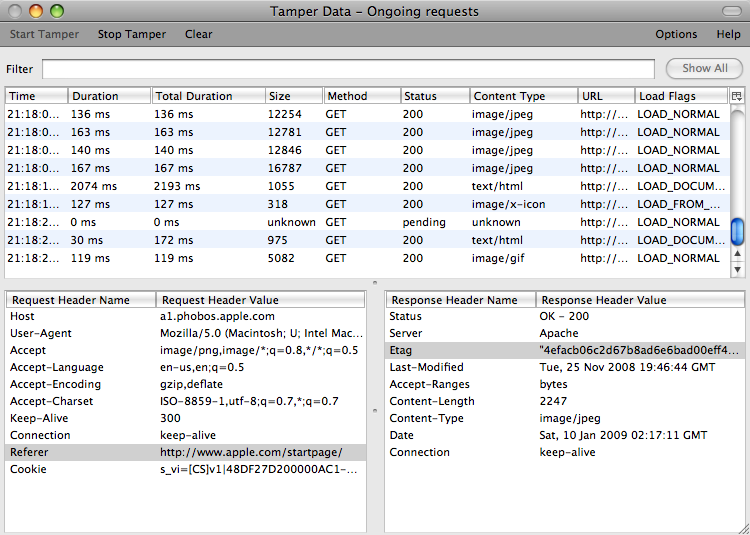 Tamper Data – Ongoing requests
Start Tamper Stop Tamper Clear Options Help
Filter Show All
Time Duration Total Duration Size Method Status Content Type URL Load Flags
21:18:0... 136 ms 136 ms 12254 GET 200 image/jpeg http://... LOAD_NORMAL
21:18:0... 163 ms 163 ms 12781 GET 200 image/jpeg http://... LOAD_NORMAL
21:18:0... 140 ms 140 ms 12846 GET 200 image/jpeg http://... LOAD_NORMAL
21:18:0... 167 ms 167 ms 16787 GET 200 image/jpeg http://... LOAD_NORMAL
21:18:1... 2074 ms 2193 ms 1055 GET 200 text/html http://... LOAD_DOCUM...
21:18:1... 127 ms 127 ms 318 GET 200 image/x-icon http://... LOAD_FROM_...
21:18:2... 0 ms 0 ms unknown GET pending unknown http://... LOAD_NORMAL
21:18:2... 30 ms 172 ms 975 GET 200 text/html http://... LOAD_DOCUM...
21:18:2... 119 ms 119 ms 5082 GET 200 image/gif http://... LOAD_NORMAL
Request Header Name Request Header Value
Host a1.phobos.apple.com
User-Agent Mozilla/5.0 (Macintosh; U; Intel Mac...
Accept image/png,image/*;q=0.8,*/*;q=0.5
Accept-Language en-us,en;q=0.5
Accept-Encoding gzip,deflate
Accept-Charset ISO-8859-1,utf-8;q=0.7,*;q=0.7
Keep-Alive 300
Connection keep-alive
Referer http://www.apple.com/startpage/
Cookie s_vi=[CS]v1|48DF27D200000AC1-...
Response Header Name Response Header Value
Status OK - 200
Server Apache
Etag "4efacb06c2d67b8ad6e6bad00eff4...
Last-Modified Tue, 25 Nov 2008 19:46:44 GMT
Accept-Ranges bytes
Content-Length 2247
Content-Type image/jpeg
Date Sat, 10 Jan 2009 02:17:11 GMT
Connection keep-alive